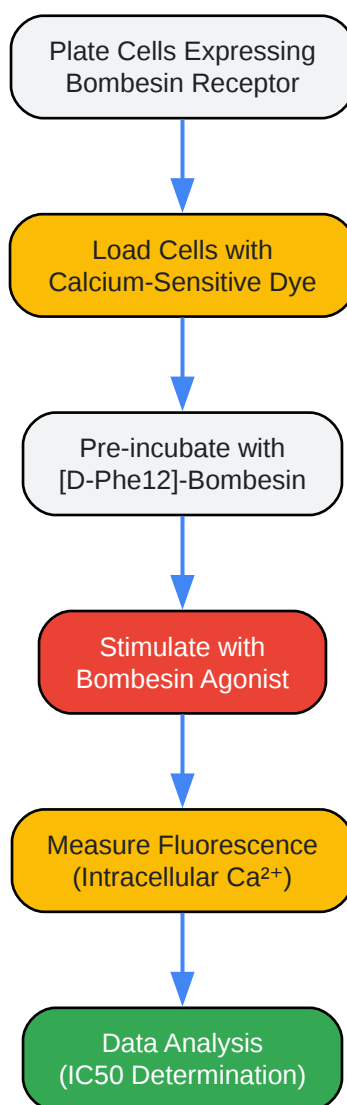 Plate Cells Expressing
Bombesin Receptor
Load Cells with
Calcium-Sensitive Dye
Pre-incubate with
[D-Phe12]-Bombesin
Stimulate with
Bombesin Agonist
Measure Fluorescence
(Intracellular Ca²⁺)
Data Analysis
(IC50 Determination)